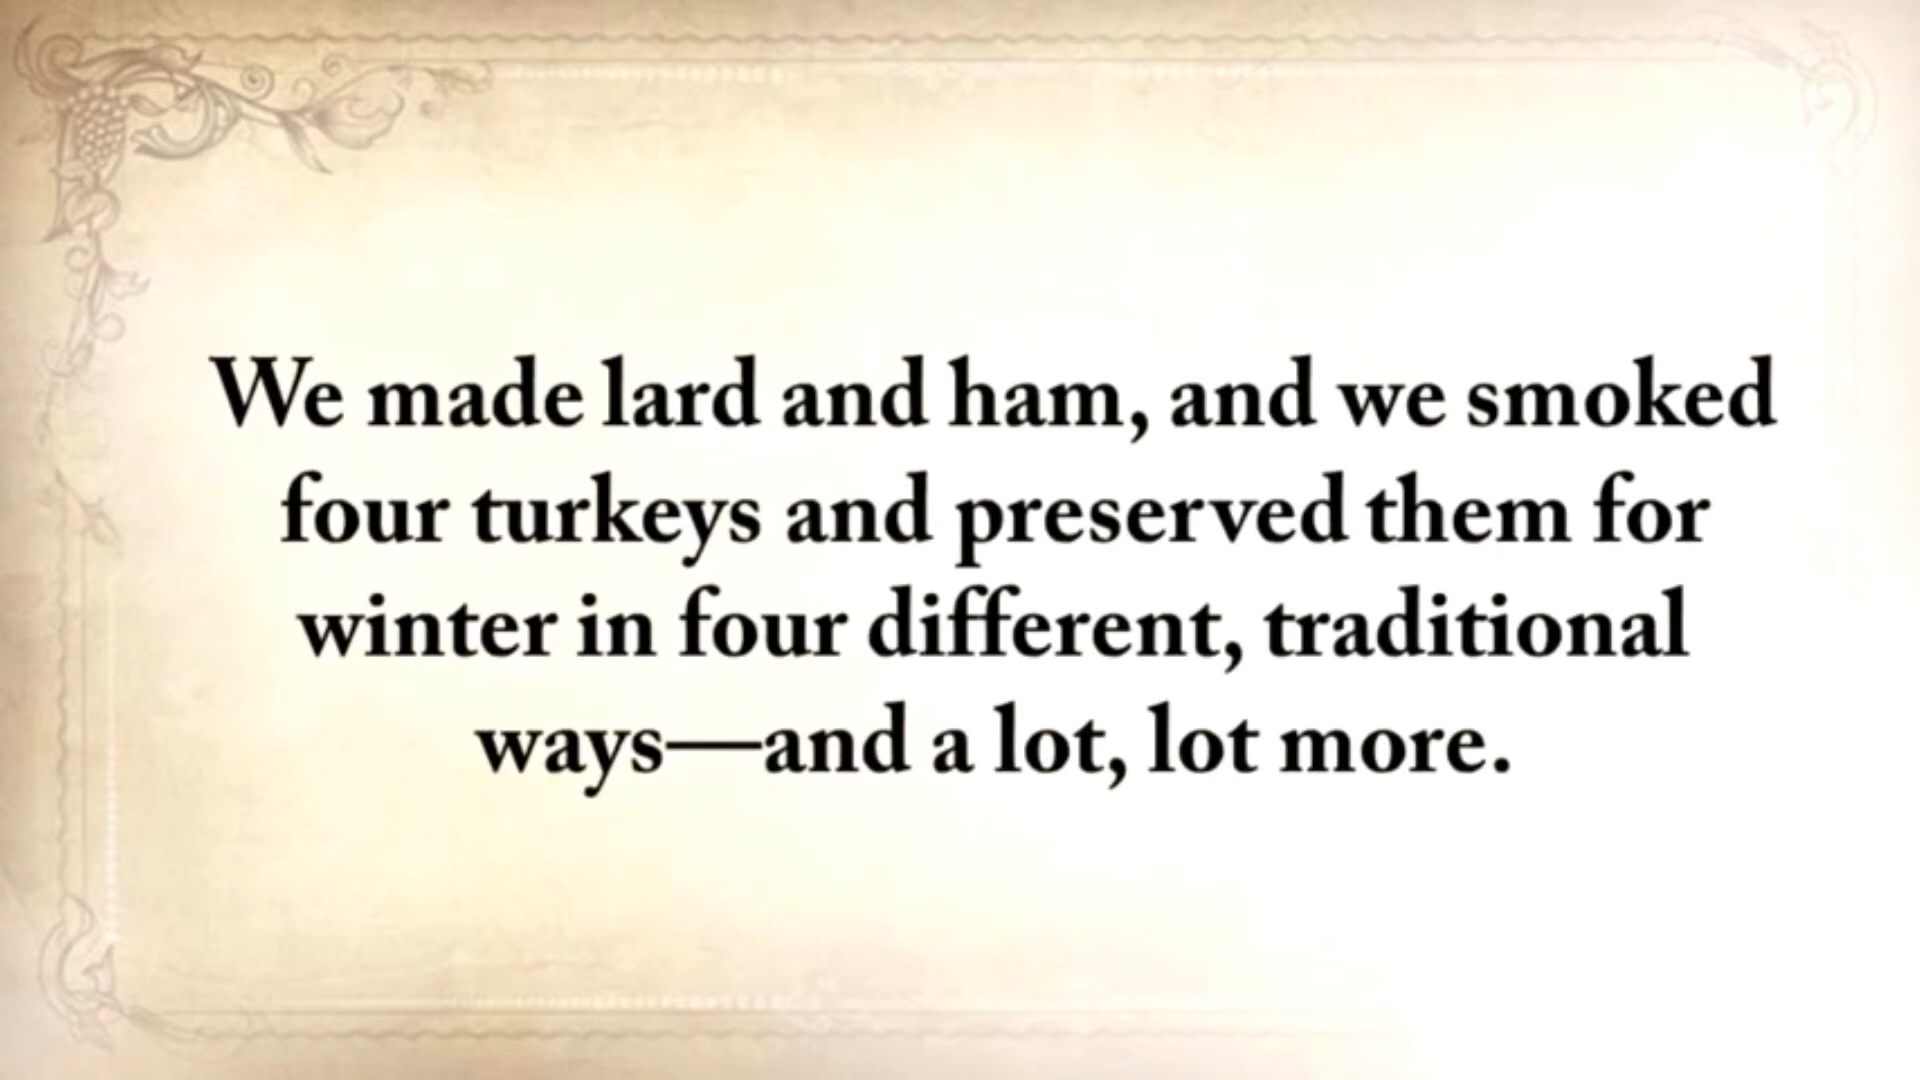 We made lard and ham, and we smoked
four turkeys and preserved them for
winter in four different, traditional
ways—and a lot, lot more.